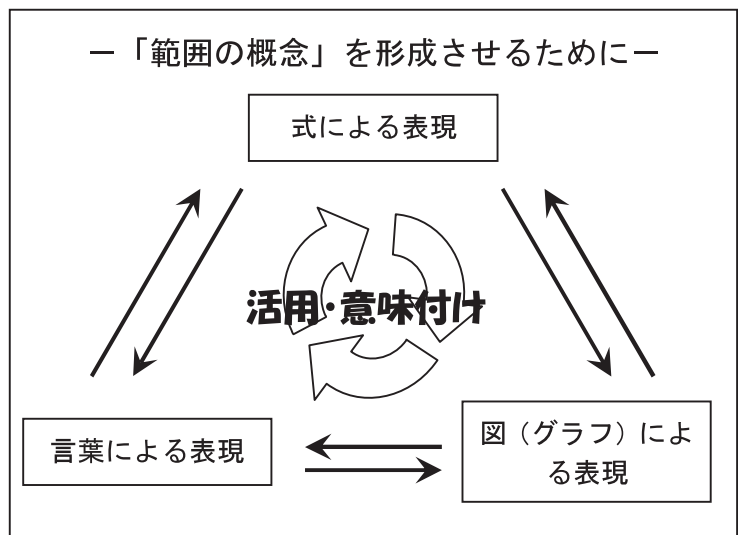 －「範囲の概念」を形成させるために－
式による表現
活用･意味付け
言葉による表現
図（グラフ）によ
る表現